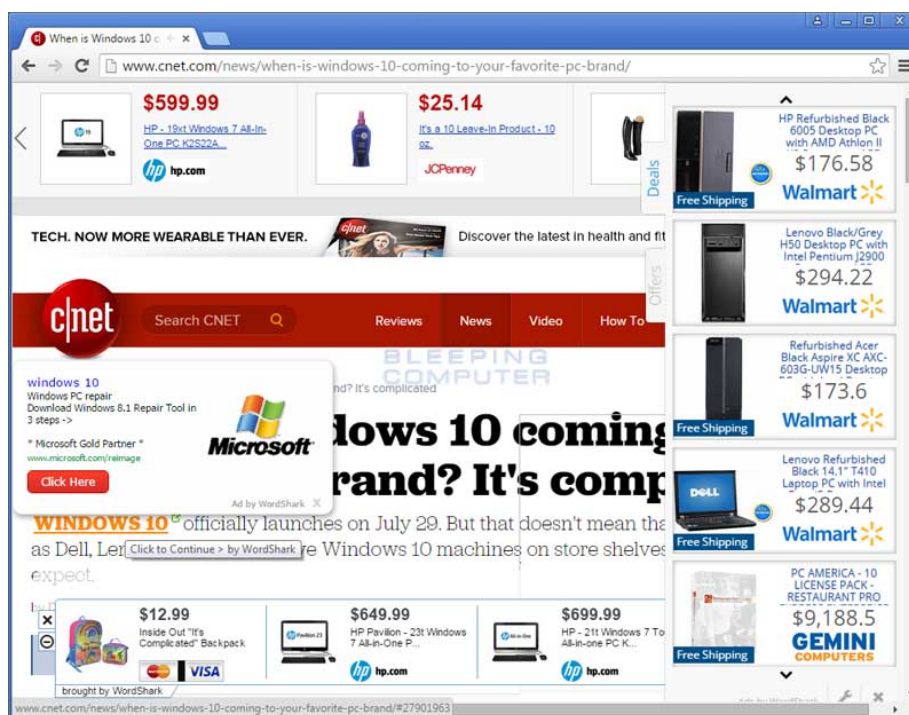 When is Windows 10 c
www.cnet.com/news/when-is-windows-10-coming-to-your-favorite-pc-brand/
$599.99
HP - 19xt Windows 7 All-In-
One PC K2S22A...
hp
hp.com
$25.14
It's a 10 Leave-In Product - 10
oz.
JCPenney
Deals
Offers
HP Refurbished Black
6005 Desktop PC
with AMD Athlon II
$176.58
Free Shipping
Walmart
Lenovo Black/Grey
H50 Desktop PC with
Intel Pentium J2900
$294.22
Walmart
Refurbished Acer
Black Aspire XC AXC-
603G-UW15 Desktop
$173.6
Free Shipping
Walmart
Lenovo Refurbished
Black 14.1" T410
Laptop PC with Intel
DELL
$289.44
Free Shipping
Walmart
PC AMERICA - 10
LICENSE PACK -
RESTAURANT PRO
$9,188.5
Free Shipping
GEMINI
COMPUTERS
Ads by WordShark
TECH. NOW MORE WEARABLE THAN EVER.
cnet
Discover the latest in health and fit
c|net
Search CNET
Reviews
News
Video
How To
BLEEPING
COMPUTER
nd? It's complicated
dows 10 coming
rand? It's comp
windows 10
Windows PC repair
Download Windows 8.1 Repair Tool in
3 steps ->
* Microsoft Gold Partner *
www.microsoft.com/reimage
Click Here
Microsoft
Ad by WordShark X
WINDOWS 10 officially launches on July 29. But that doesn't mean tha
as Dell, Len
Click to Continue > by WordShark
ve Windows 10 machines on store shelves
expect.
$12.99
Inside Out "It's
Complicated" Backpack
VISA
$649.99
HP Pavilion - 23t Windows
7 All-in-One P...
Pavilion 23
hp
hp.com
$699.99
HP - 21t Windows 7 To
All-in-one PC K...
hp
hp.com
brought by WordShark
www.cnet.com/news/when-is-windows-10-coming-to-your-favorite-pc-brand/#27901963